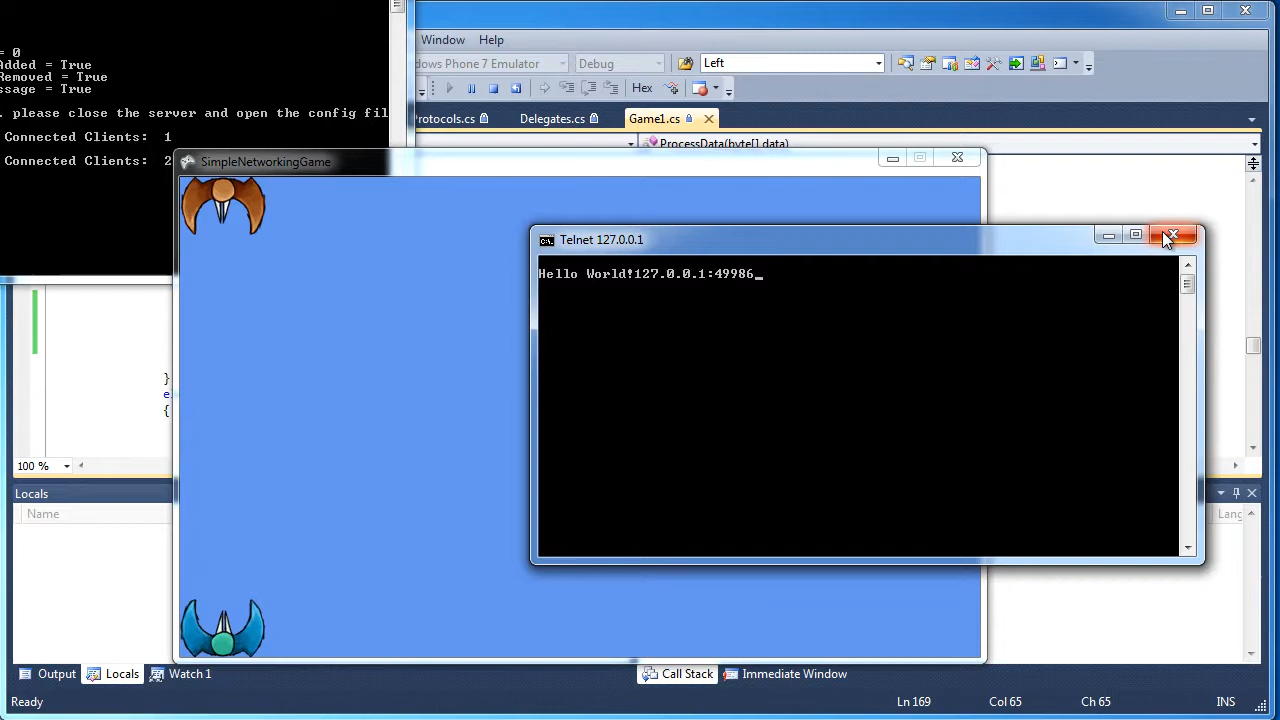 = 0
Added = True
Removed = True
ssage = True
. please close the server and open the config fil
Connected Clients: 1
Connected Clients: 2
Window Help
dows Phone 7 Emulator Debug Left
Hex
Protocols.cs Delegates.cs Game1.cs
ProcessData(byte[] data)
SimpleNetworkingGame
Telnet 127.0.0.1
Hello World!127.0.0.1:49986_
}
e
{
100 %
Locals
Name Lang
Output Locals Watch 1 Call Stack Immediate Window
Ready Ln 169 Col 65 Ch 65 INS